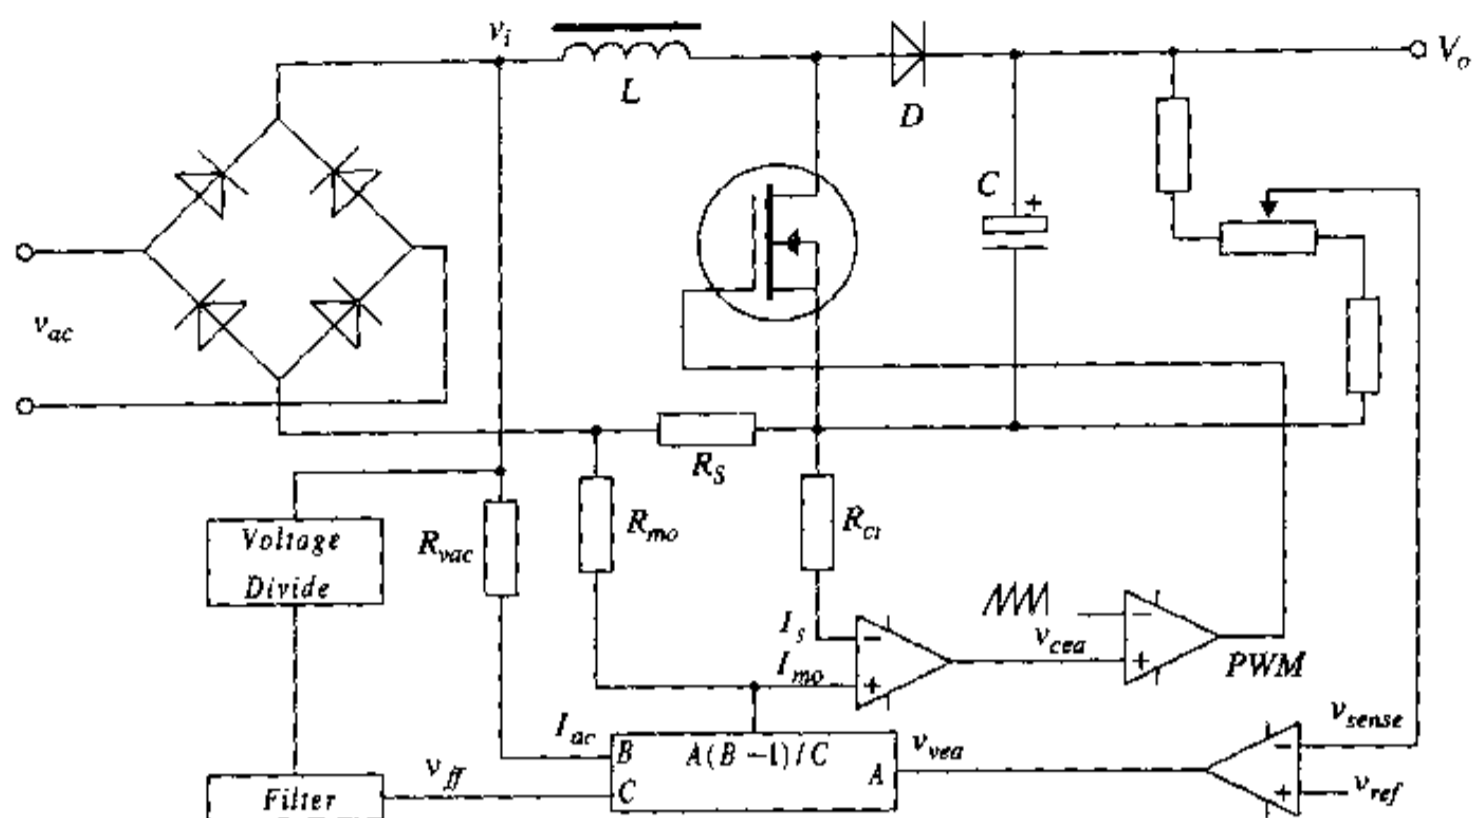 v_i
L
D
V_o
C
+
v_ac
R_S
R_mo
R_vac
R_ci
Voltage
Divide
I_s
I_mo
v_cea
PWM
-
+
-
+
I_ac
B
A(B-1)/C
A
C
v_vea
v_sense
-
+
v_ref
v_ff
Filter